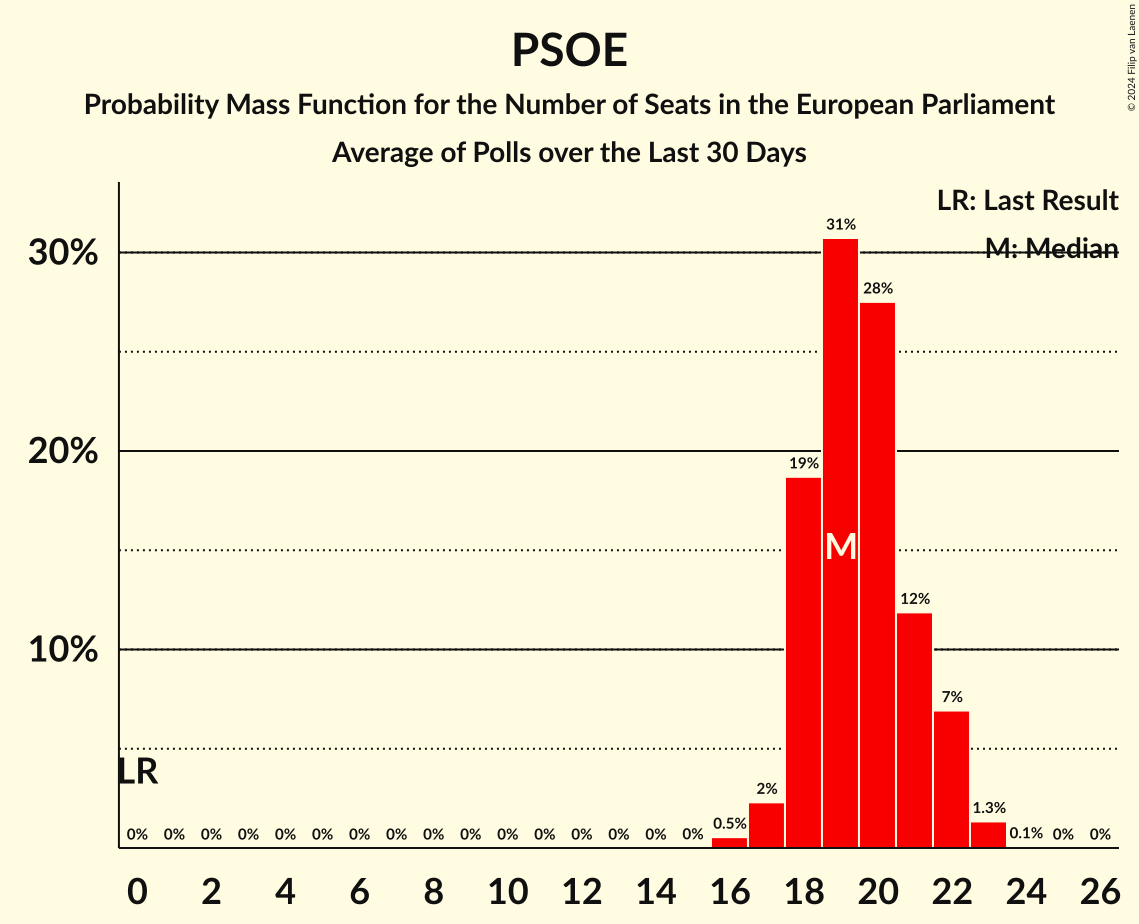 PSOE
Probability Mass Function for the Number of Seats in the European Parliament
Average of Polls over the Last 30 Days
© 2024 Filip van Laenen
LR: Last Result
M: Median
30%
20%
10%
31%
28%
19%
M
12%
7%
LR
2%
1.3%
0.5%
0.1%
0% 0% 0% 0% 0% 0% 0% 0% 0% 0% 0% 0% 0% 0% 0% 0% 0% 0%
0 2 4 6 8 10 12 14 16 18 20 22 24 26